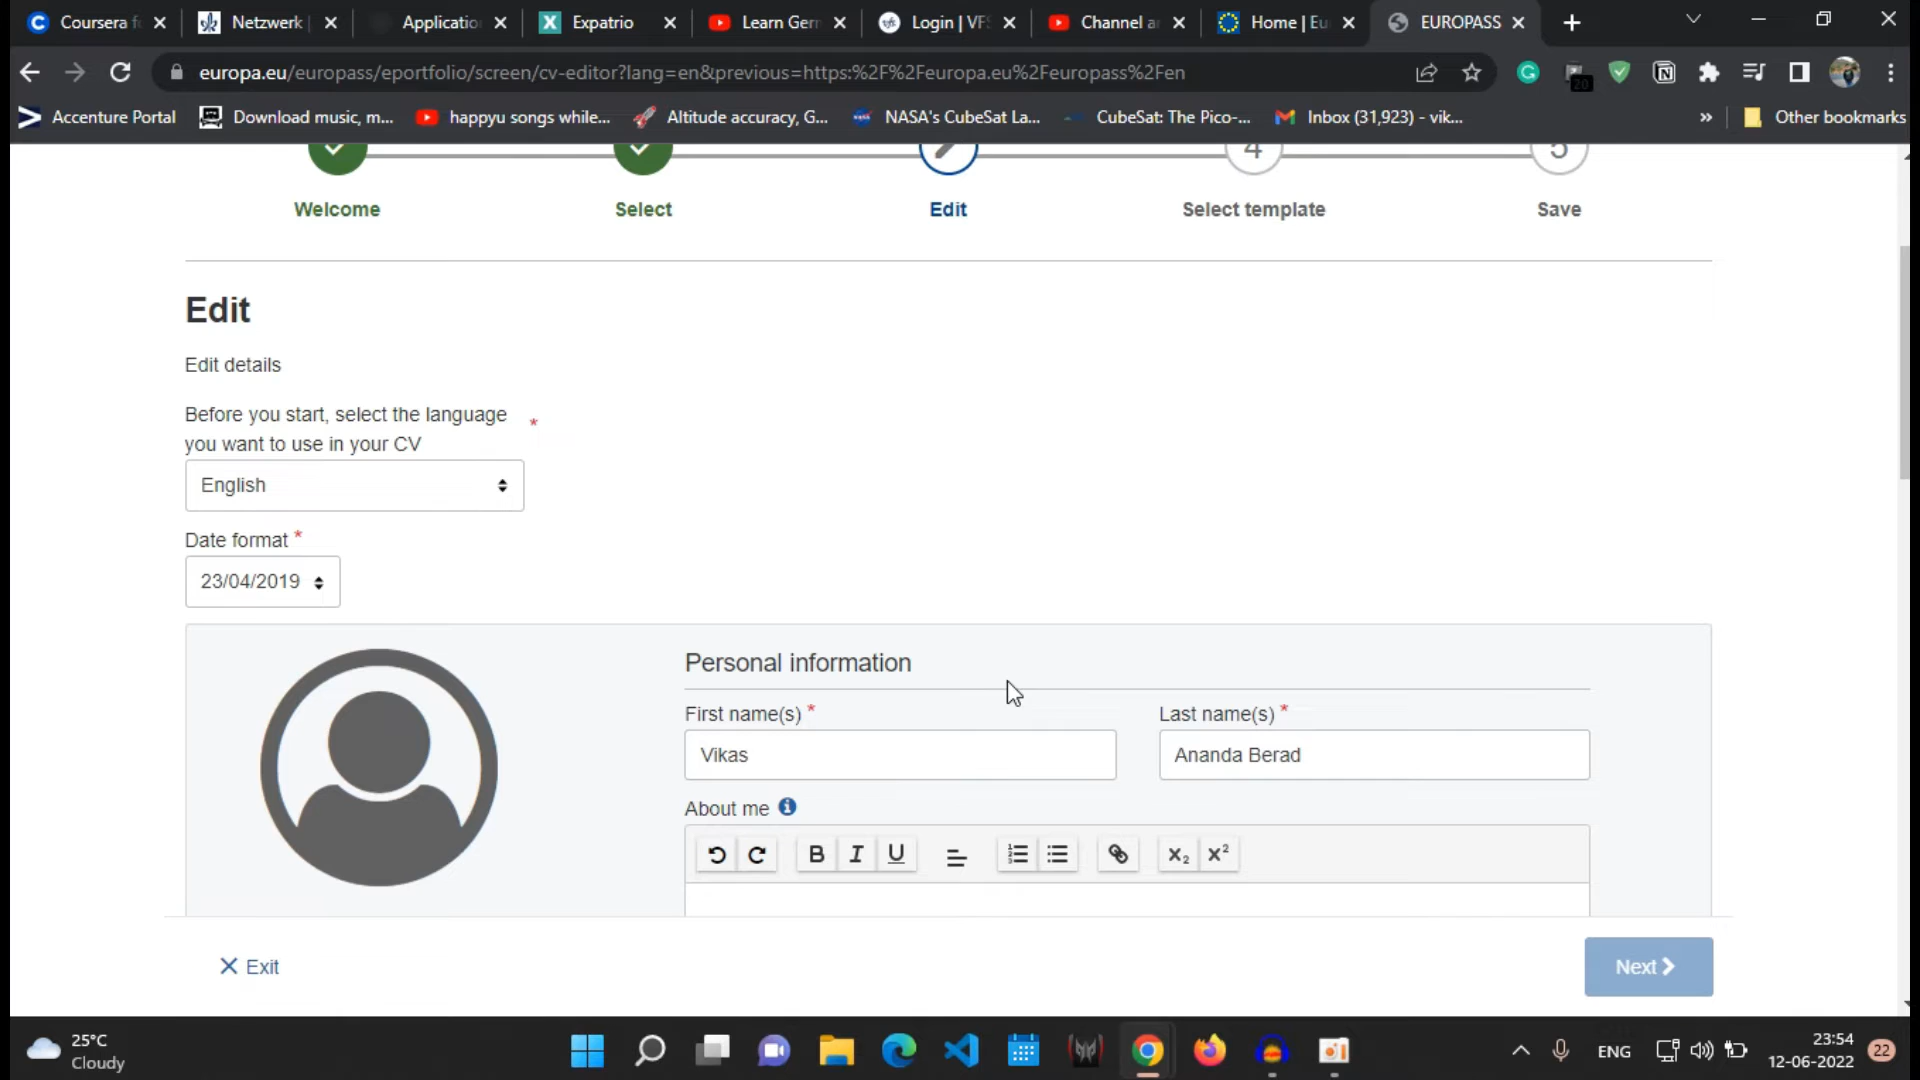 Coursera f
Netzwerk
Applicatio
Expatrio
Learn Ger
Login | VFS
Channel a
Home | Eu
EUROPASS
europa.eu/europass/eportfolio/screen/cv-editor?lang=en&previous=https:%2F%2Feuropa.eu%2Feuropass%2Fen
20
Accenture Portal
Download music, m...
happyu songs while...
Altitude accuracy, G...
NASA's CubeSat La...
CubeSat: The Pico-...
Inbox (31,923) - vik...
»
Other bookmarks
4
5
Welcome
Select
Edit
Select template
Save
Edit
Edit details
Before you start, select the language *
you want to use in your CV
English
Date format *
23/04/2019
Personal information
First name(s) *
Last name(s) *
Vikas
Ananda Berad
About me
B I U
X2 X2
Exit
Next
25°C
Cloudy
ENG
23:54
12-06-2022
22